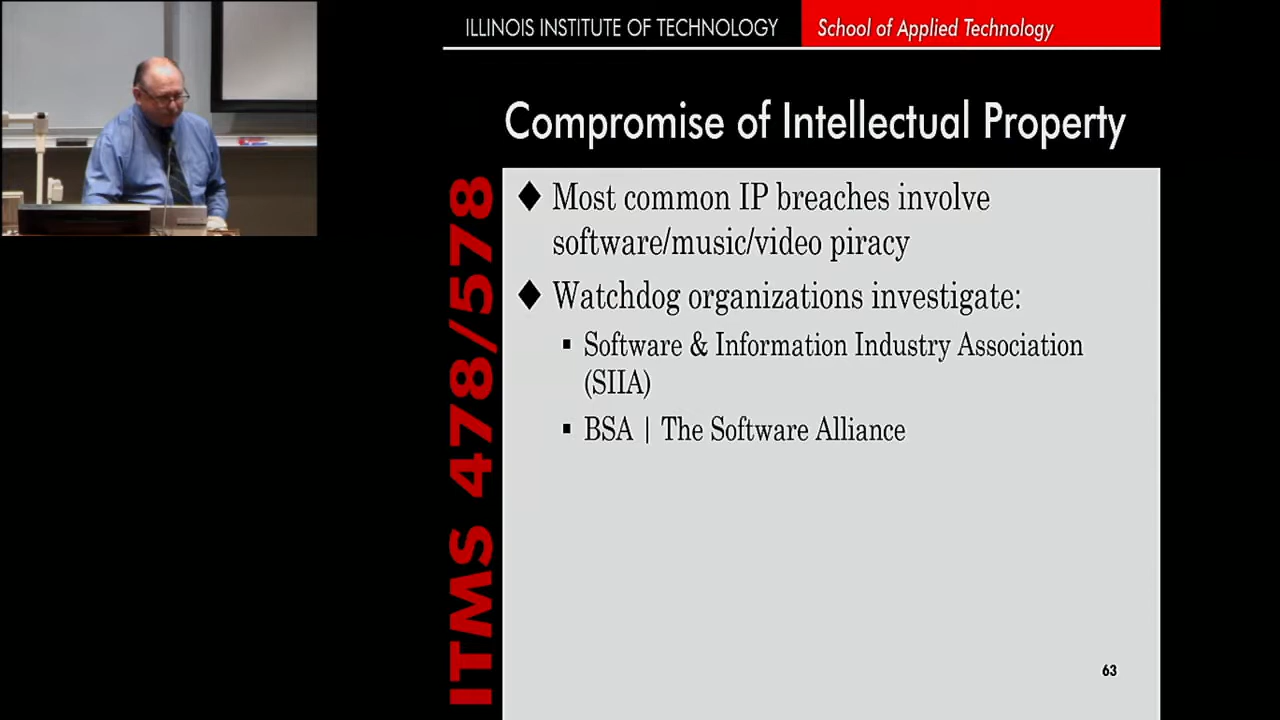 ILLINOIS INSTITUTE OF TECHNOLOGY School of Applied Technology
Compromise of Intellectual Property
ITMS 478/578
♦ Most common IP breaches involve
software/music/video piracy
♦ Watchdog organizations investigate:
▪ Software & Information Industry Association
(SIIA)
▪ BSA | The Software Alliance
63